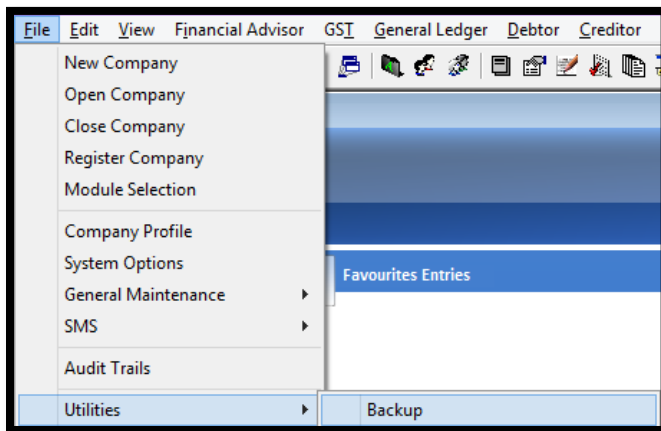 File Edit View Financial Advisor GST General Ledger Debtor Creditor
New Company
Open Company
Close Company
Register Company
Module Selection
Company Profile
System Options
Favourites Entries
General Maintenance
SMS
Audit Trails
Utilities Backup